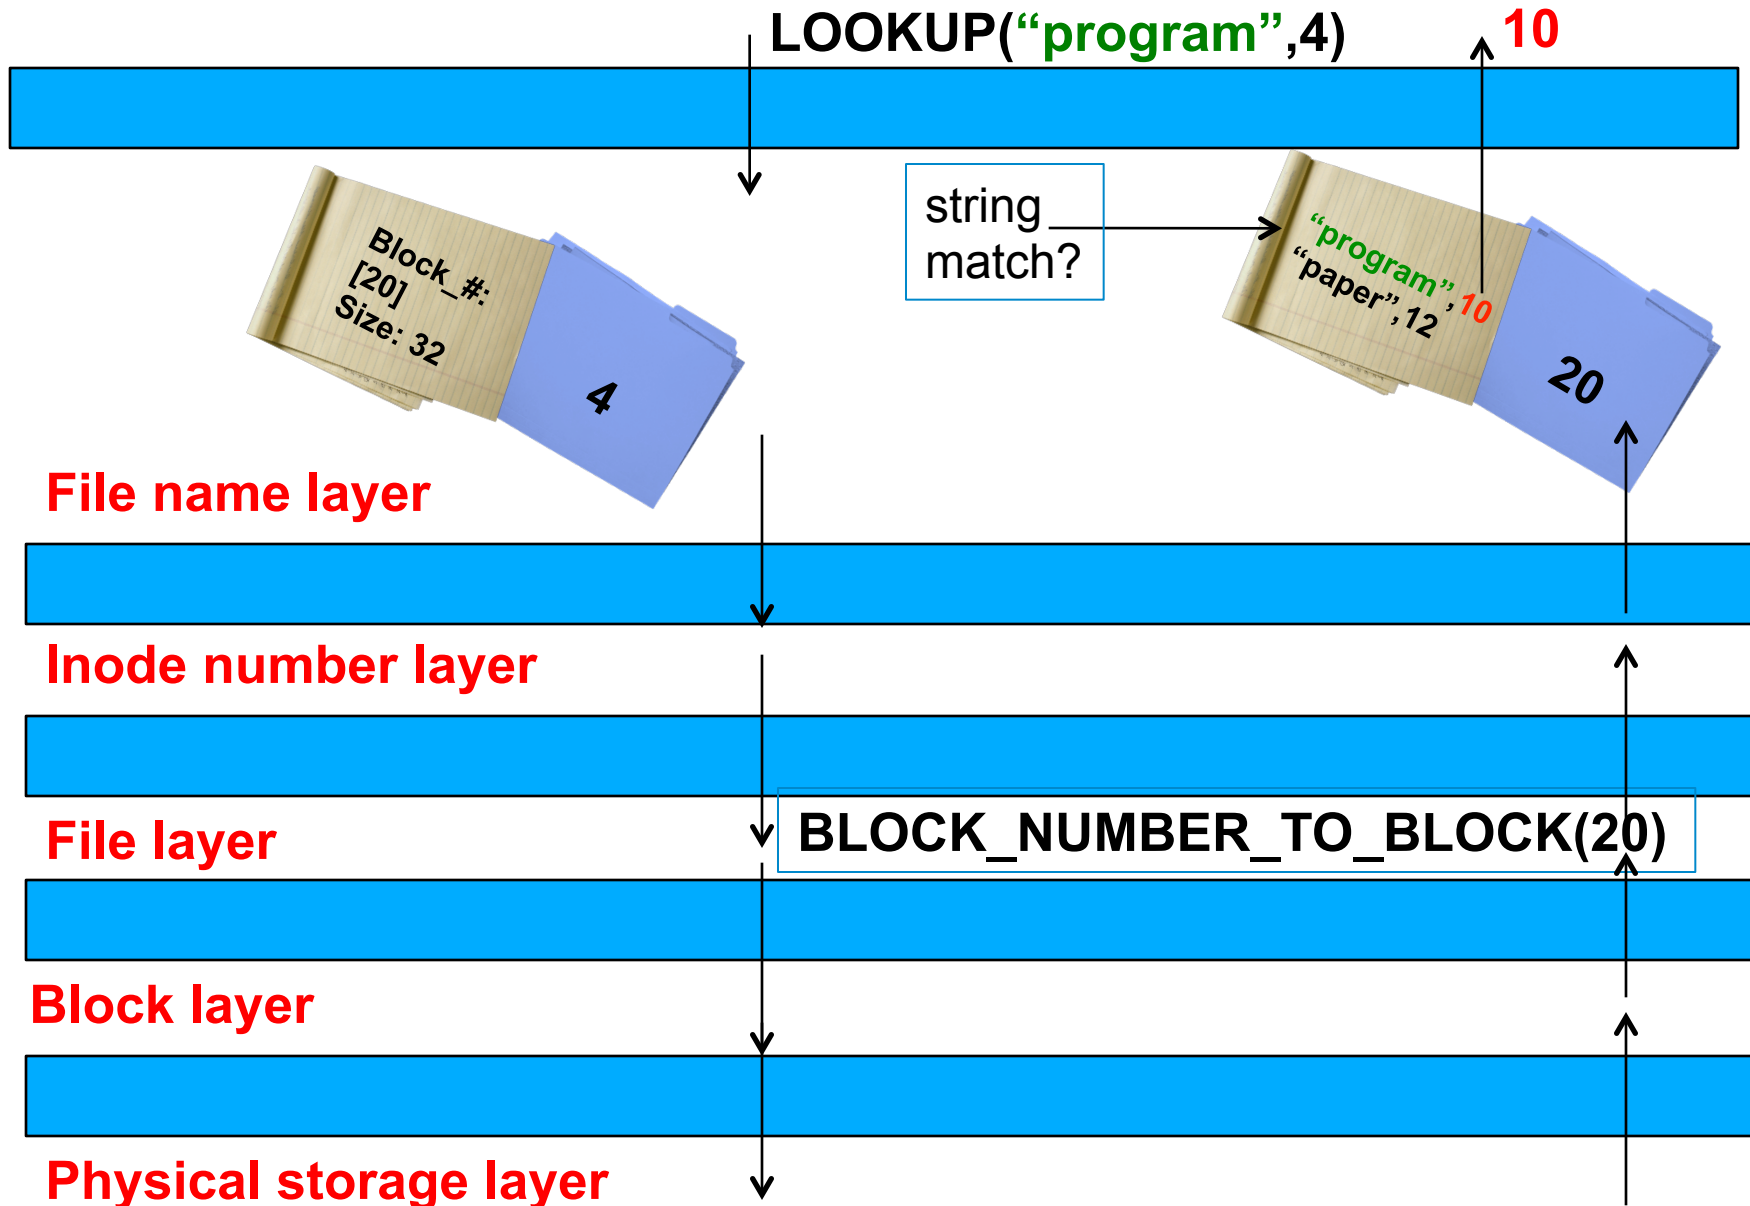 LOOKUP(“program”,4)
10
string
match?
Block_#:
[20]
Size: 32
4
“program”,10
“paper”,12
20
File name layer
Inode number layer
File layer
BLOCK_NUMBER_TO_BLOCK(20)
Block layer
Physical storage layer